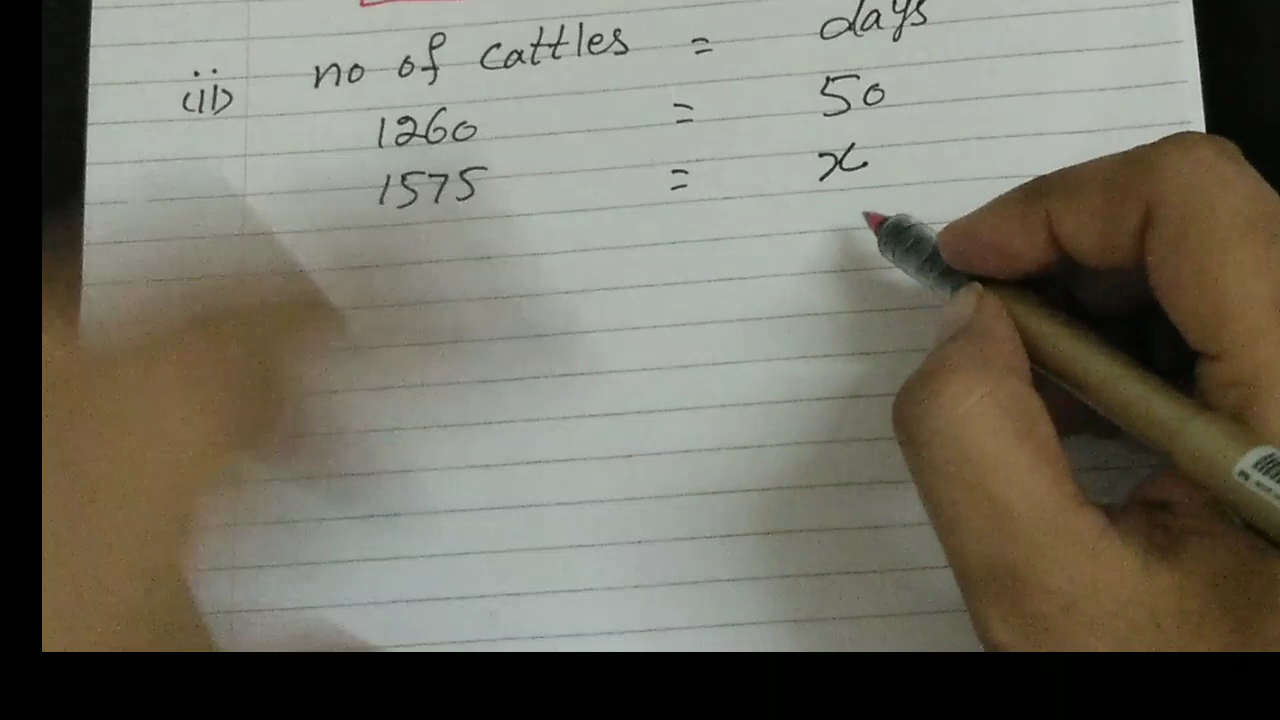 (ii) no of cattles = days
1260 = 50
1575 = x